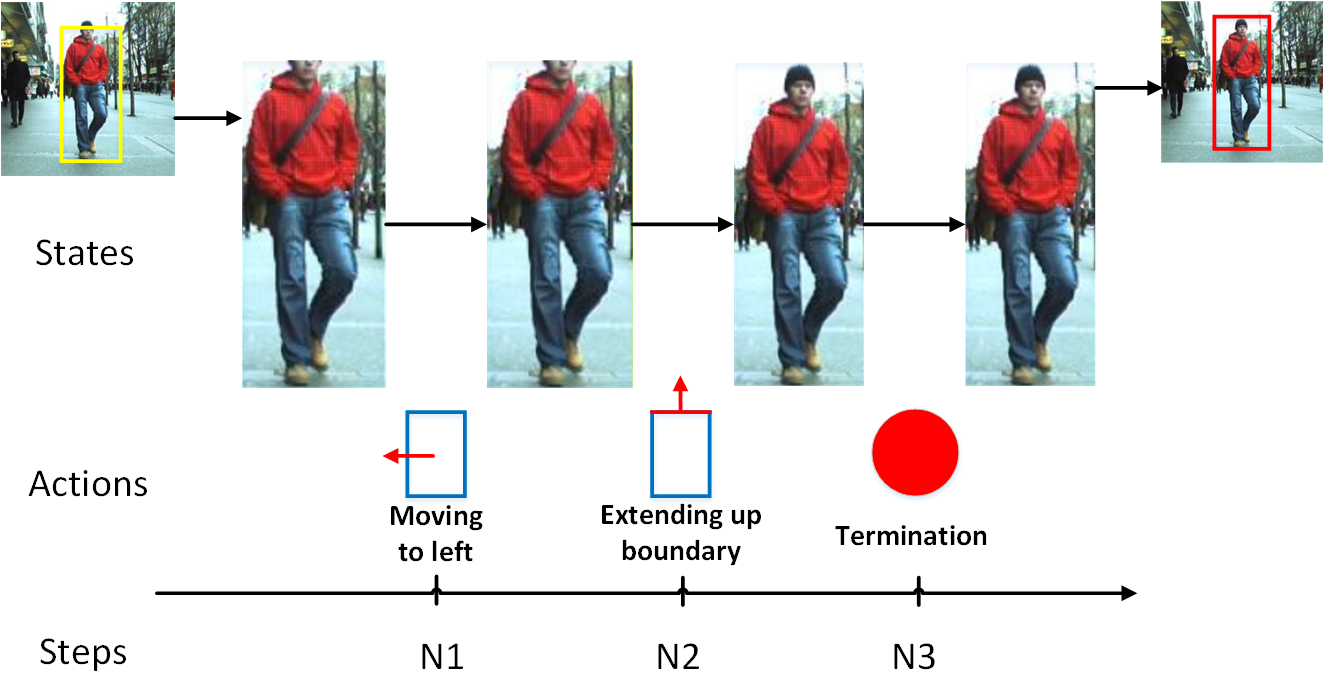 States
Actions
Moving
to left
Extending up
boundary
Termination
Steps
N1
N2
N3